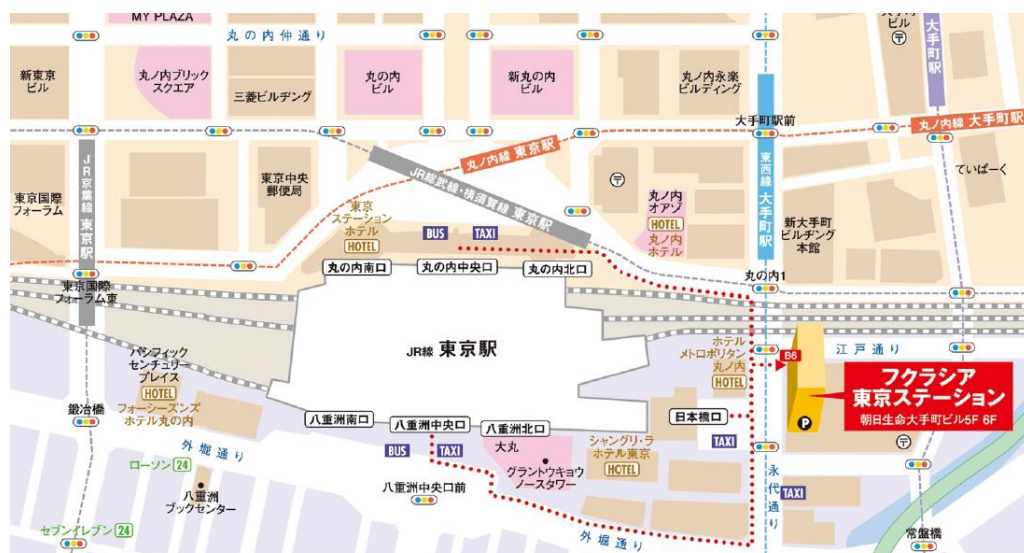 MY PLAZA
丸の内仲通り
ビル
大手町駅
新東京
ビル
丸ノ内ブリック
スクエア
三菱ビルヂング
丸の内
ビル
新丸の内
ビル
丸ノ内永楽
ビルディング
大手町駅前
丸ノ内線 大手町駅
JR京葉線 東京駅
丸ノ内線 東京駅
JR総武線・横須賀線 東京駅
東西線 大手町駅
ていぱーく
東京国際
フォーラム
東京中央
郵便局
東京
ステーション
ホテル
HOTEL
BUS
TAXI
丸ノ内
オアゾ
HOTEL
丸ノ内
ホテル
新大手町
ビルヂング
本館
丸の内南口
丸の内中央口
丸の内北口
丸の内1
東京国際
フォーラム東
JR線 東京駅
ホテル
メトロポリタン
丸ノ内
HOTEL
江戸通り
B6
フクラシア
東京ステーション
朝日生命大手町ビル5F 6F
P
パシフィック
センチュリー
プレイス
HOTEL
フォーシーズンズ
ホテル丸の内
鍛冶橋
八重洲南口
八重洲中央口
八重洲北口
日本橋口
BUS
TAXI
大丸
グラントウキョウ
ノースタワー
シャングリ・ラ
ホテル東京
HOTEL
TAXI
外堀通り
ローソン 24
八重洲
ブックセンター
八重洲中央口前
永代通り
TAXI
セブンイレブン 24
外堀通り
常盤橋